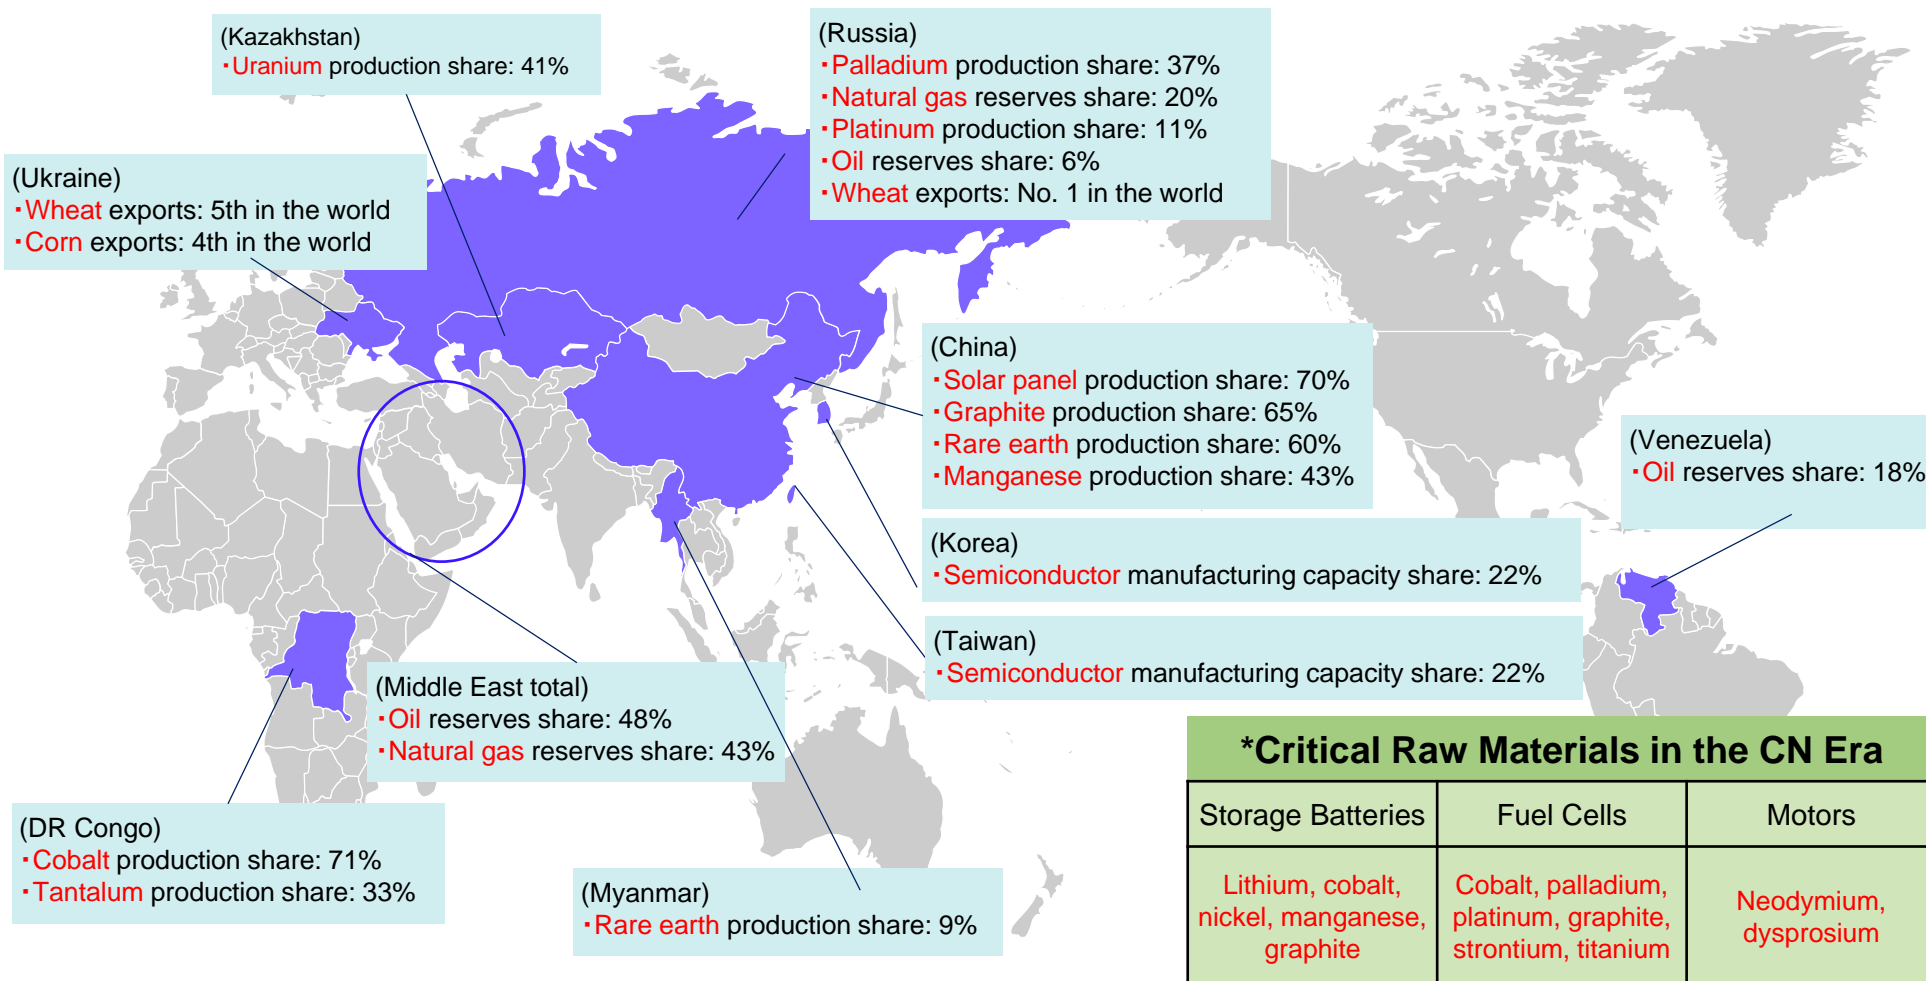 (Kazakhstan)
・Uranium production share: 41%
(Russia)
・Palladium production share: 37%
・Natural gas reserves share: 20%
・Platinum production share: 11%
・Oil reserves share: 6%
・Wheat exports: No. 1 in the world
(Ukraine)
・Wheat exports: 5th in the world
・Corn exports: 4th in the world
(China)
・Solar panel production share: 70%
・Graphite production share: 65%
・Rare earth production share: 60%
・Manganese production share: 43%
(Venezuela)
・Oil reserves share: 18%
(Korea)
・Semiconductor manufacturing capacity share: 22%
(Taiwan)
・Semiconductor manufacturing capacity share: 22%
(Middle East total)
・Oil reserves share: 48%
・Natural gas reserves share: 43%
(DR Congo)
・Cobalt production share: 71%
・Tantalum production share: 33%
(Myanmar)
・Rare earth production share: 9%
*Critical Raw Materials in the CN Era
Storage Batteries
Fuel Cells
Motors
Lithium, cobalt,
nickel, manganese,
graphite
Cobalt, palladium,
platinum, graphite,
strontium, titanium
Neodymium,
dysprosium